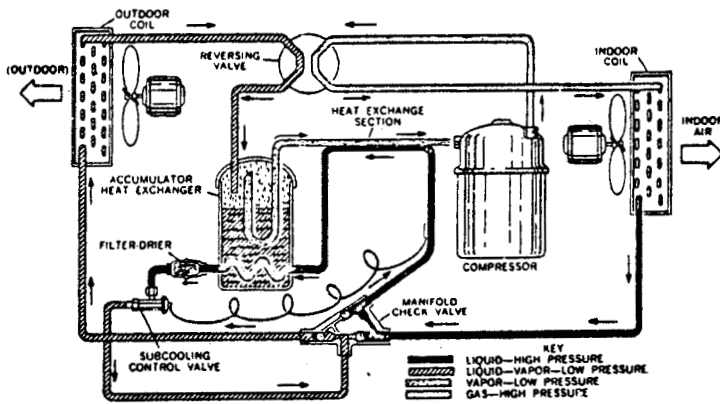 OUTDOOR
COIL
(OUTDOOR)
REVERSING
VALVE
INDOOR
COIL
HEAT EXCHANGE
SECTION
INDOOR
AIR
ACCUMULATOR
HEAT EXCHANGER
FILTER-DRIER
COMPRESSOR
MANIFOLD
CHECK VALVE
SUBCOOLING
CONTROL VALVE
KEY
LIQUID—HIGH PRESSURE
LIQUID-VAPOR—LOW PRESSURE
VAPOR—LOW PRESSURE
GAS—HIGH PRESSURE